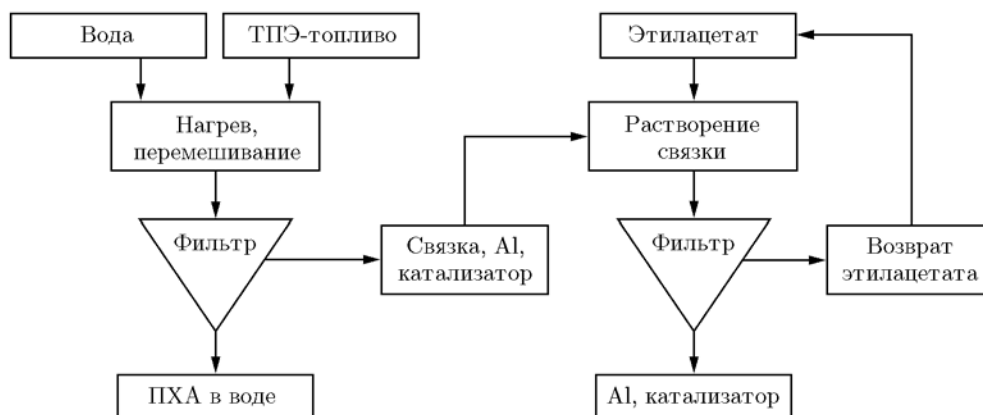 Вода
ТПЭ-топливо
Этилацетат
Нагрев,
перемешивание
Растворение
связки
Фильтр
Связка, Al,
катализатор
Фильтр
Возврат
этилацетата
ПХА в воде
Al, катализатор